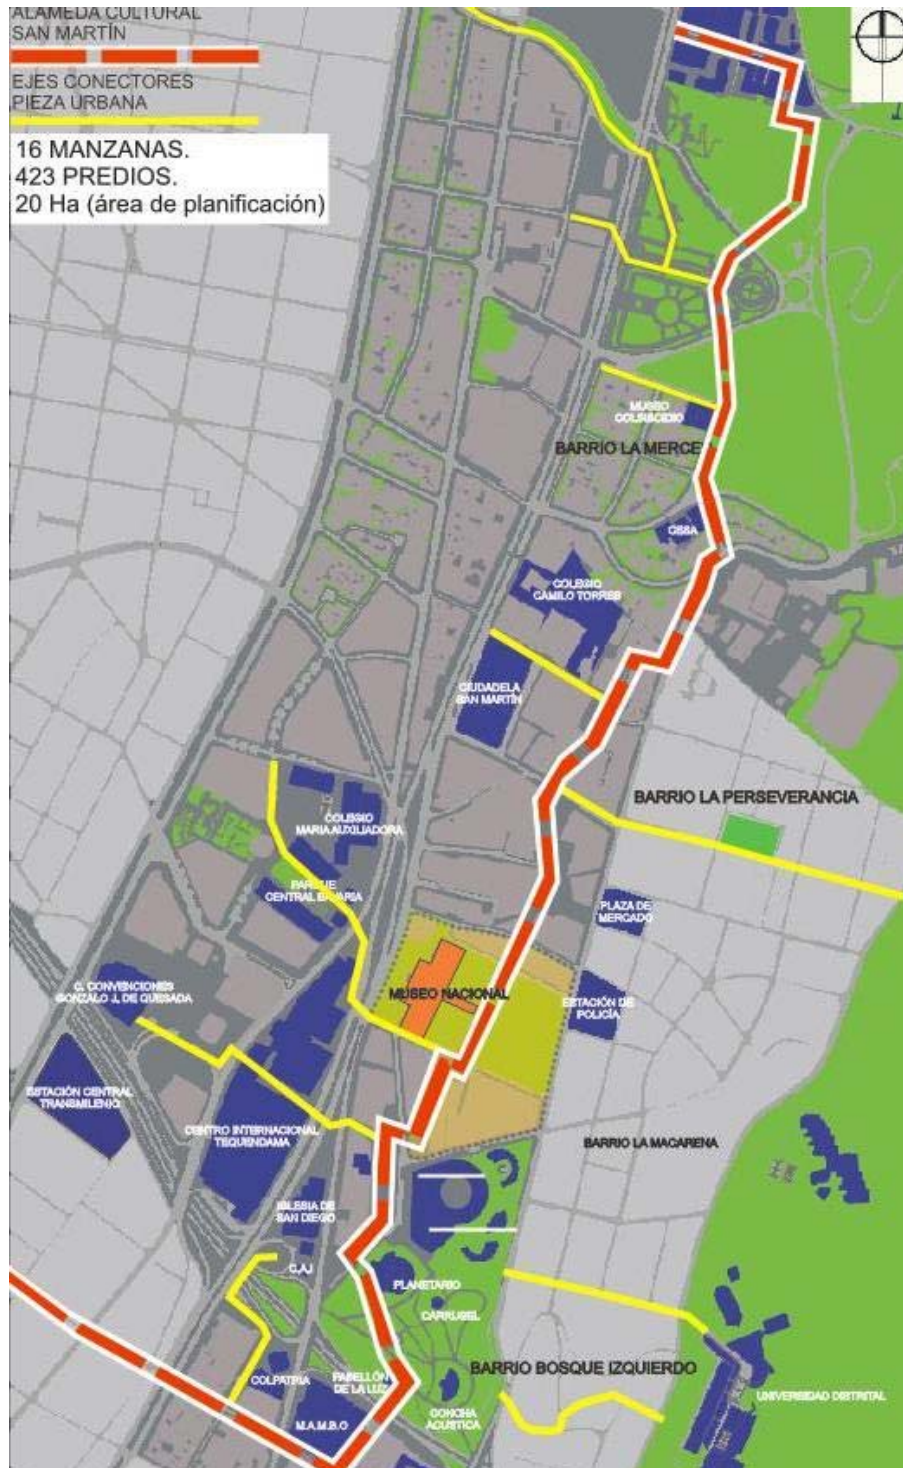 ALAMEDA CULTURAL
SAN MARTÍN
EJES CONECTORES
PIEZA URBANA
16 MANZANAS.
423 PREDIOS.
20 Ha (área de planificación)
MUSEO
BARRIO LA MERCED
COLEGIO
CAMILO TORRES
CIUDADELA
SAN MARTÍN
BARRIO LA PERSEVERANCIA
COLEGIO
MARIA AUXILIADORA
PARQUE
CENTRAL BAVARIA
PLAZA DE
MERCADO
C. CONVENCIONES
GONZALO J. DE QUESADA
MUSEO NACIONAL
ESTACIÓN DE
POLICÍA
ESTACIÓN CENTRAL
TRANSMILENIO
CENTRO INTERNACIONAL
TEQUENDAMA
BARRIO LA MACARENA
IGLESIA DE
SAN DIEGO
PLANETARIO
CARRUSEL
COLPATRIA
PABELLÓN
DE LA LUZ
BARRIO BOSQUE IZQUIERDO
UNIVERSIDAD DISTRITAL
M.A.M.B.O
CONCHA
ACUSTICA